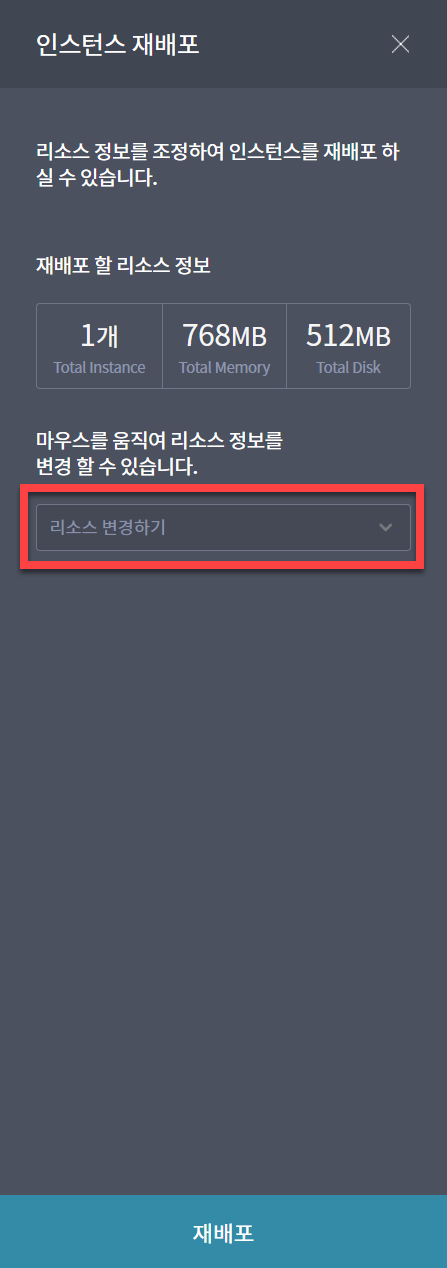 인스턴스 재배포
리소스 정보를 조정하여 인스턴스를 재배포 하
실 수 있습니다.
재배포 할 리소스 정보
1개 768MB 512MB
Total Instance Total Memory Total Disk
마우스를 움직여 리소스 정보를
변경 할 수 있습니다.
리소스 변경하기
재배포